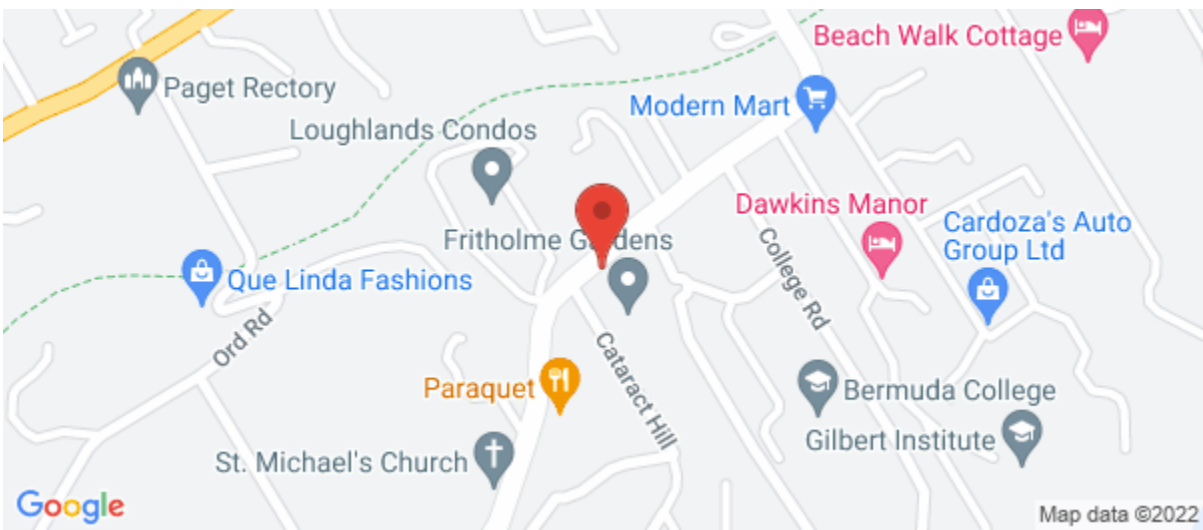 Beach Walk Cottage
Paget Rectory
Modern Mart
Loughlands Condos
Dawkins Manor
Cardoza's Auto
Group Ltd
Fritholme Gardens
Que Linda Fashions
College Rd
Ord Rd
Cataract Hill
Paraquet
Bermuda College
Gilbert Institute
St. Michael's Church
Google
Map data ©2022